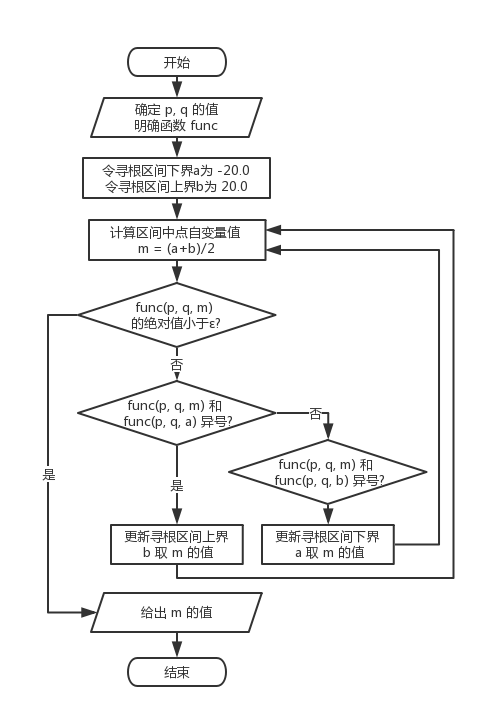 开始
确定 p, q 的值
明确函数 func
令寻根区间下界a为 -20.0
令寻根区间上界b为 20.0
计算区间中点自变量值
m = (a+b)/2
func(p, q, m)
的绝对值小于ε?
否
func(p, q, m) 和
func(p, q, a) 异号?
否
func(p, q, m) 和
func(p, q, b) 异号?
是
是
更新寻根区间上界
b 取 m 的值
更新寻根区间下界
a 取 m 的值
给出 m 的值
结束